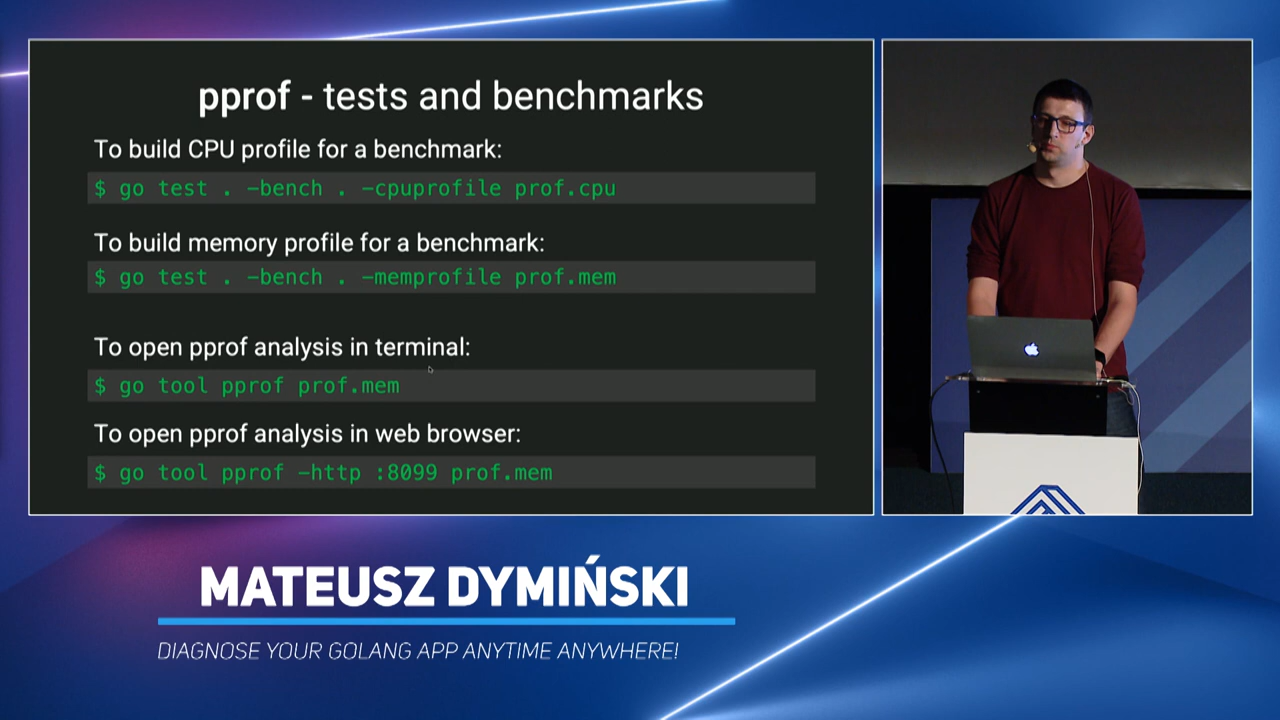 pprof - tests and benchmarks
To build CPU profile for a benchmark:
$ go test . -bench . -cpuprofile prof.cpu
To build memory profile for a benchmark:
$ go test . -bench . -memprofile prof.mem
To open pprof analysis in terminal:
$ go tool pprof prof.mem
To open pprof analysis in web browser:
$ go tool pprof -http :8099 prof.mem
MATEUSZ DYMIŃSKI
DIAGNOSE YOUR GOLANG APP ANYTIME ANYWHERE!